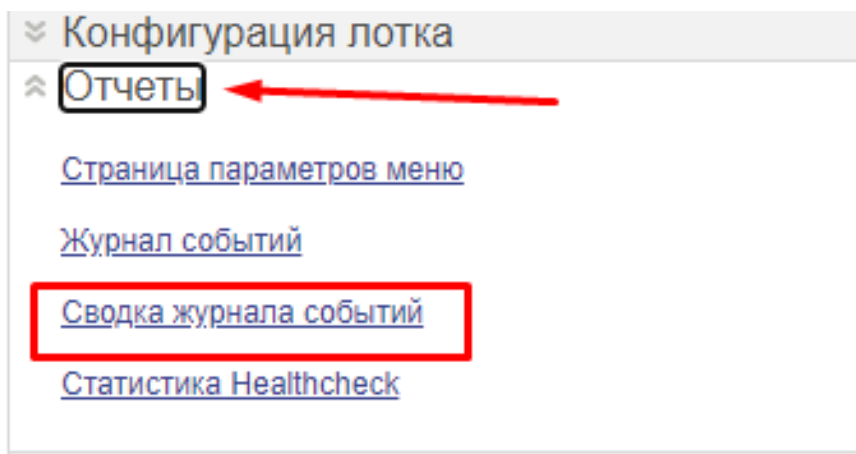 Конфигурация лотка
Отчеты
Страница параметров меню
Журнал событий
Сводка журнала событий
Статистика Healthcheck